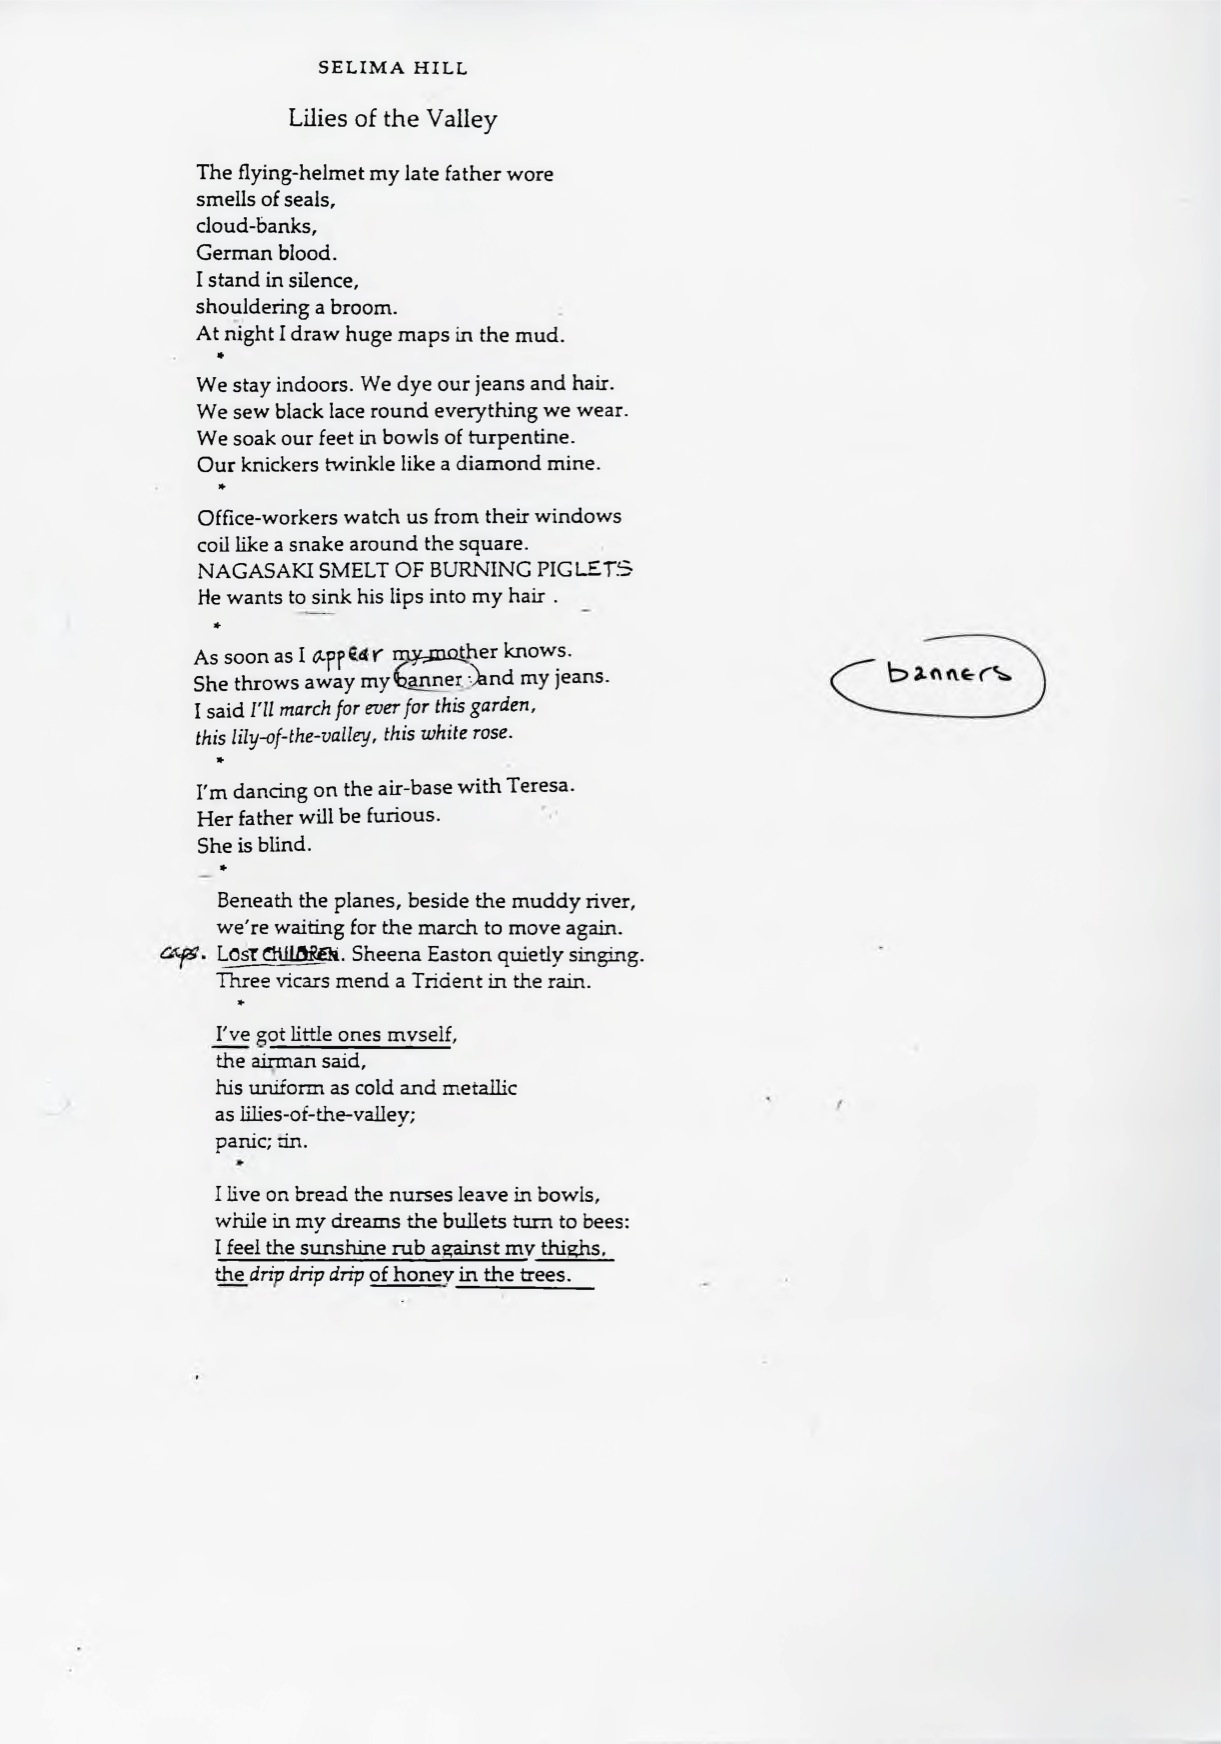 SELIMA HILL
Lilies of the Valley
The flying-helmet my late father wore
smells of seals,
cloud-banks,
German blood.
I stand in silence,
shouldering a broom.
At night I draw huge maps in the mud.
*
We stay indoors. We dye our jeans and hair.
We sew black lace round everything we wear.
We soak our feet in bowls of turpentine.
Our knickers twinkle like a diamond mine.
*
Office-workers watch us from their windows
coil like a snake around the square.
NAGASAKI SMELT OF BURNING PIGLETS
He wants to sink his lips into my hair .
*
As soon as I appear my mother knows.
She throws away my banner and my jeans.
banners
I said I'll march for ever for this garden,
this lily-of-the-valley, this white rose.
*
I'm dancing on the air-base with Teresa.
Her father will be furious.
She is blind.
*
Beneath the planes, beside the muddy river,
we're waiting for the march to move again.
caps. LOST CHILDREN. Sheena Easton quietly singing.
Three vicars mend a Trident in the rain.
*
I've got little ones myself,
the airman said,
his uniform as cold and metallic
as lilies-of-the-valley;
panic; tin.
*
I live on bread the nurses leave in bowls,
while in my dreams the bullets turn to bees:
I feel the sunshine rub against my thighs,
the drip drip drip of honey in the trees.